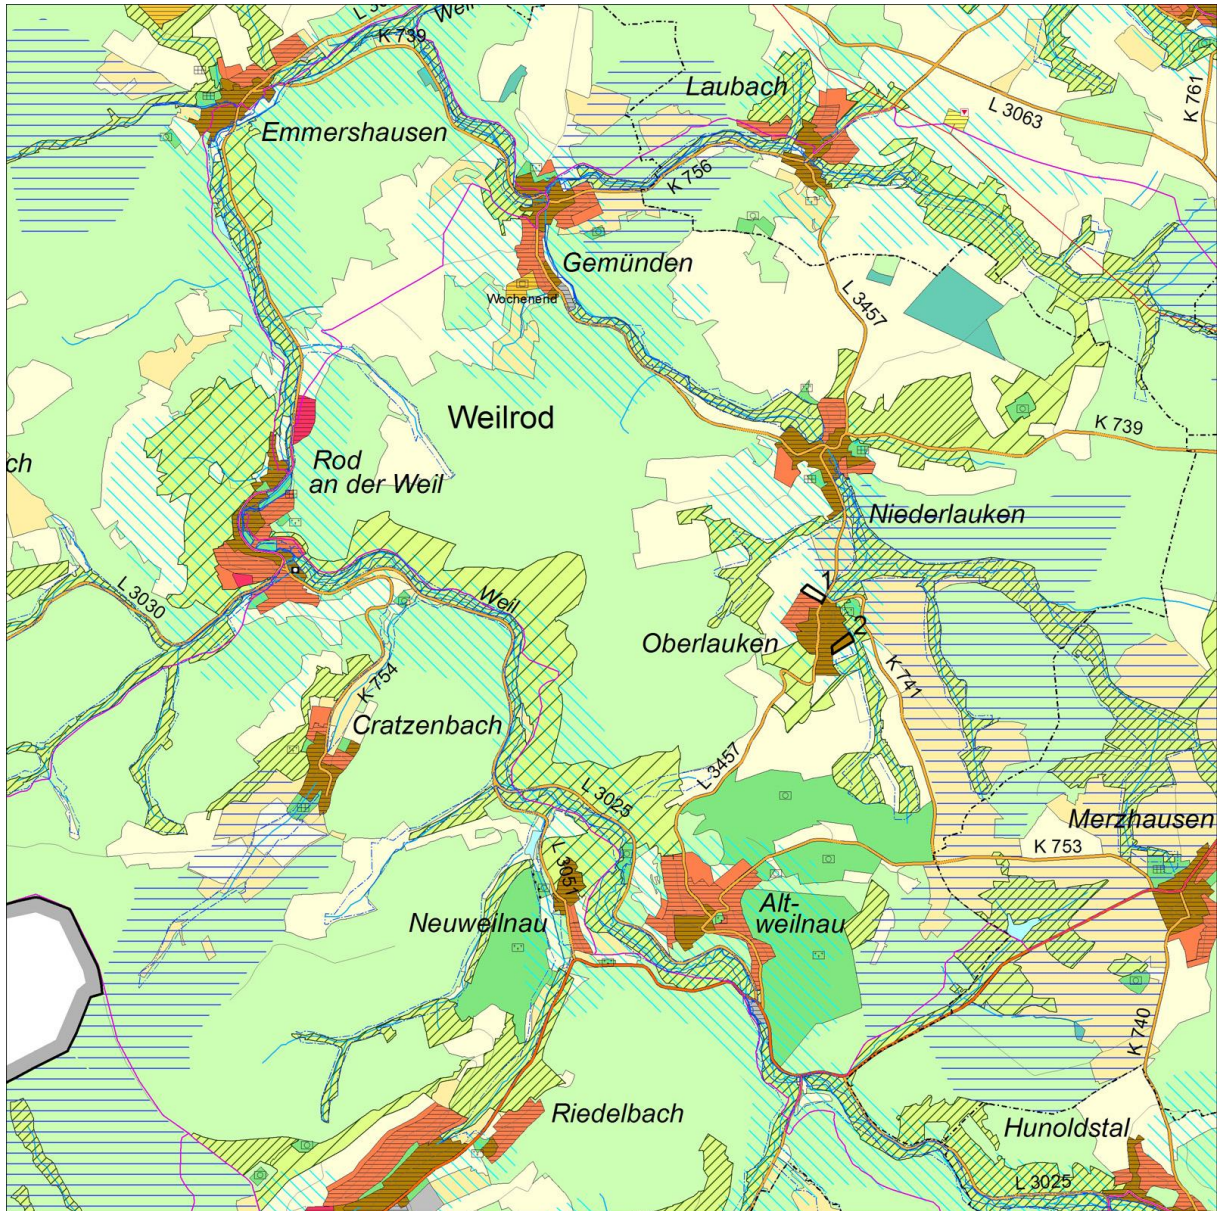 L 30
Weil
K 739
Laubach
L 3063
K 761
Emmershausen
K 756
Gemünden
Wochenend
L 3457
Weilrod
K 739
ch
Rod
an der Weil
Niederlauken
L 3030
Weil
1
2
Oberlauken
K 741
K 754
Cratzenbach
L 3457
L 3025
Merzhausen
K 753
L 3051
Neuweilnau
Alt-
weilnau
K 740
Riedelbach
Hunoldstal
L 3025